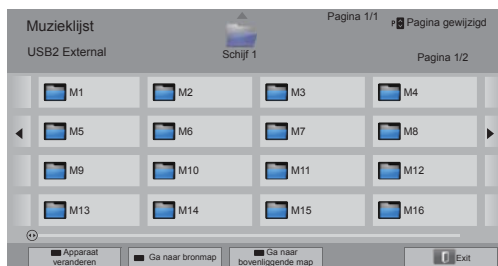 Muzieklijst
Pagina 1/1
P Pagina gewijzigd
USB2 External
Schijf 1
Pagina 1/2
M1
M2
M3
M4
M5
M6
M7
M8
M9
M10
M11
M12
M13
M14
M15
M16
Apparaat
veranderen
Ga naar bronmap
Ga naar
bovenliggende map
Exit